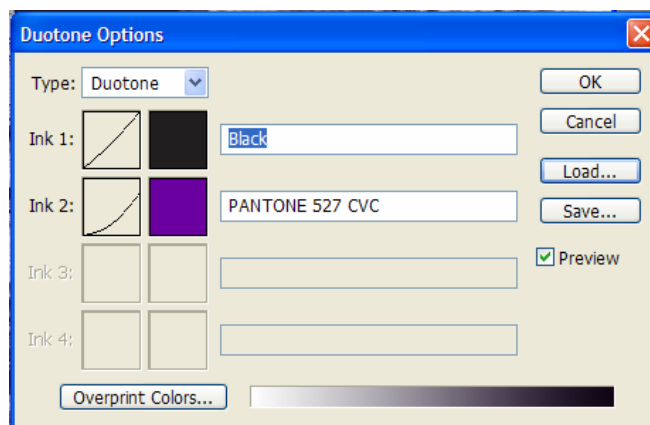 Duotone Options
Type: Duotone
OK
Cancel
Ink 1: Black
Load...
Ink 2: PANTONE 527 CVC
Save...
Preview
Ink 3:
Ink 4:
Overprint Colors...